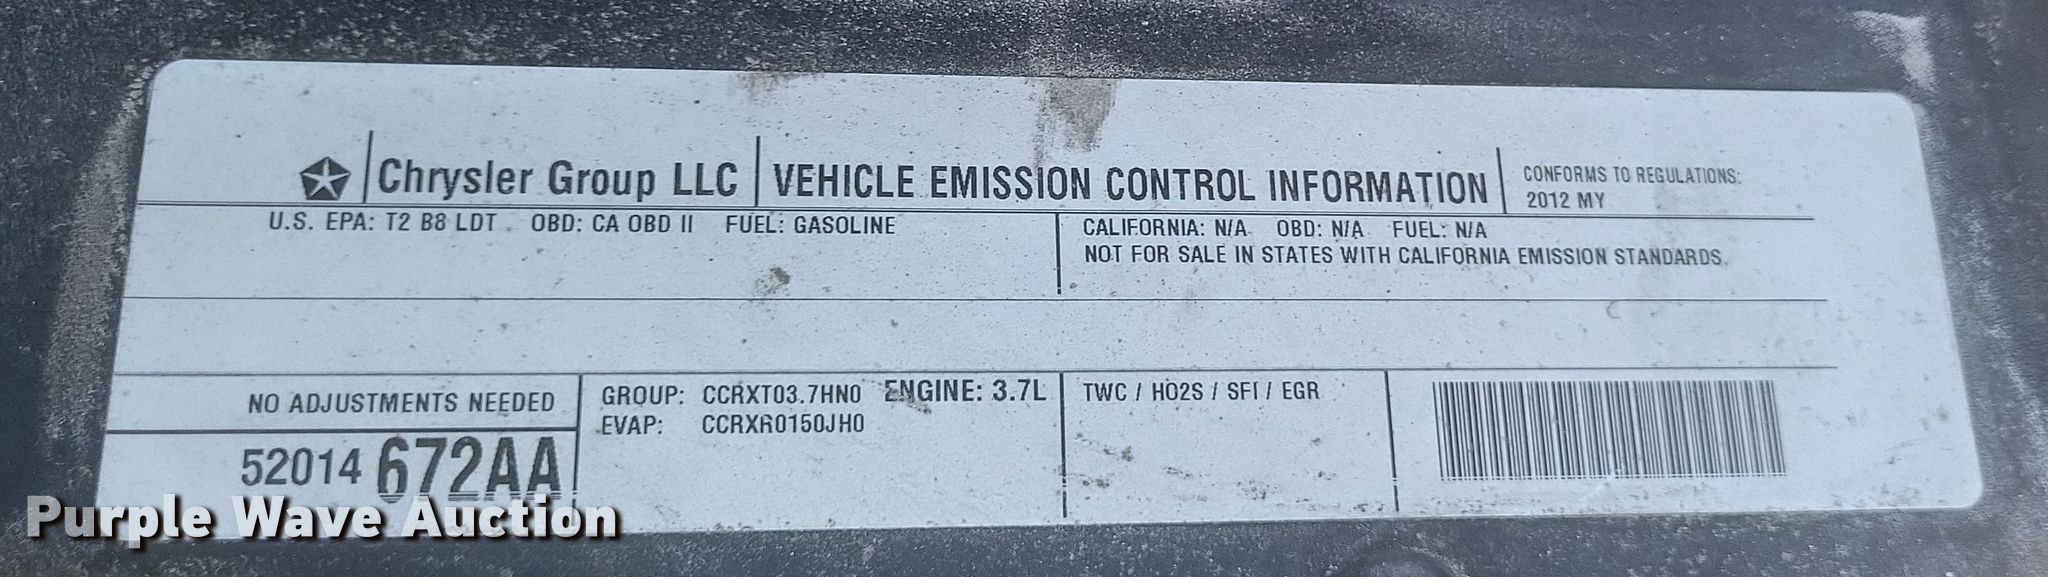 Chrysler Group LLC VEHICLE EMISSION CONTROL INFORMATION CONFORMS TO REGULATIONS:
2012 MY
U.S. EPA: T2 B8 LDT OBD: CA OBD II FUEL: GASOLINE
CALIFORNIA: N/A OBD: N/A FUEL: N/A
NOT FOR SALE IN STATES WITH CALIFORNIA EMISSION STANDARDS.
NO ADJUSTMENTS NEEDED
52014 672AA
GROUP: CCRXT03.7HN0 ENGINE: 3.7L
EVAP: CCRXR0150JH0
TWC / HO2S / SFI / EGR
Purple Wave Auction